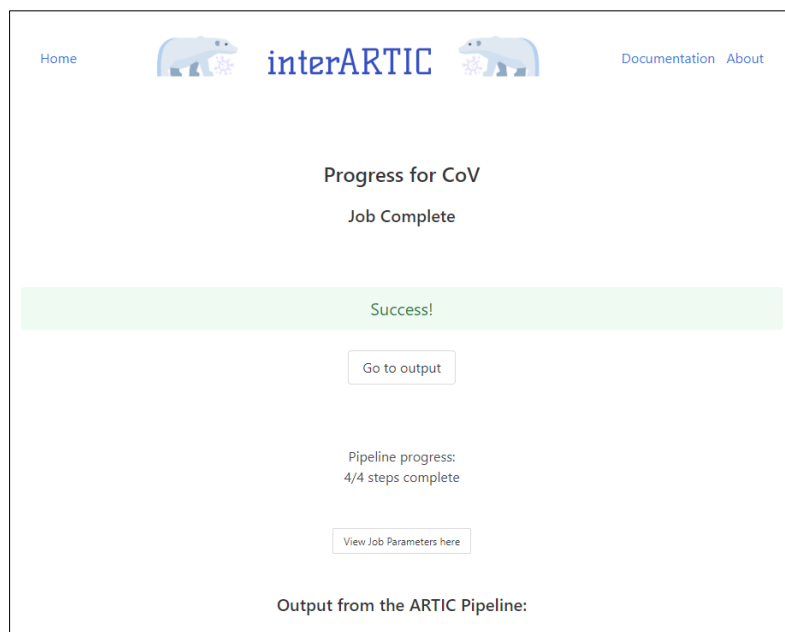 Home
interARTIC
Documentation About
Progress for CoV
Job Complete
Success!
Go to output
Pipeline progress:
4/4 steps complete
View Job Parameters here
Output from the ARTIC Pipeline: